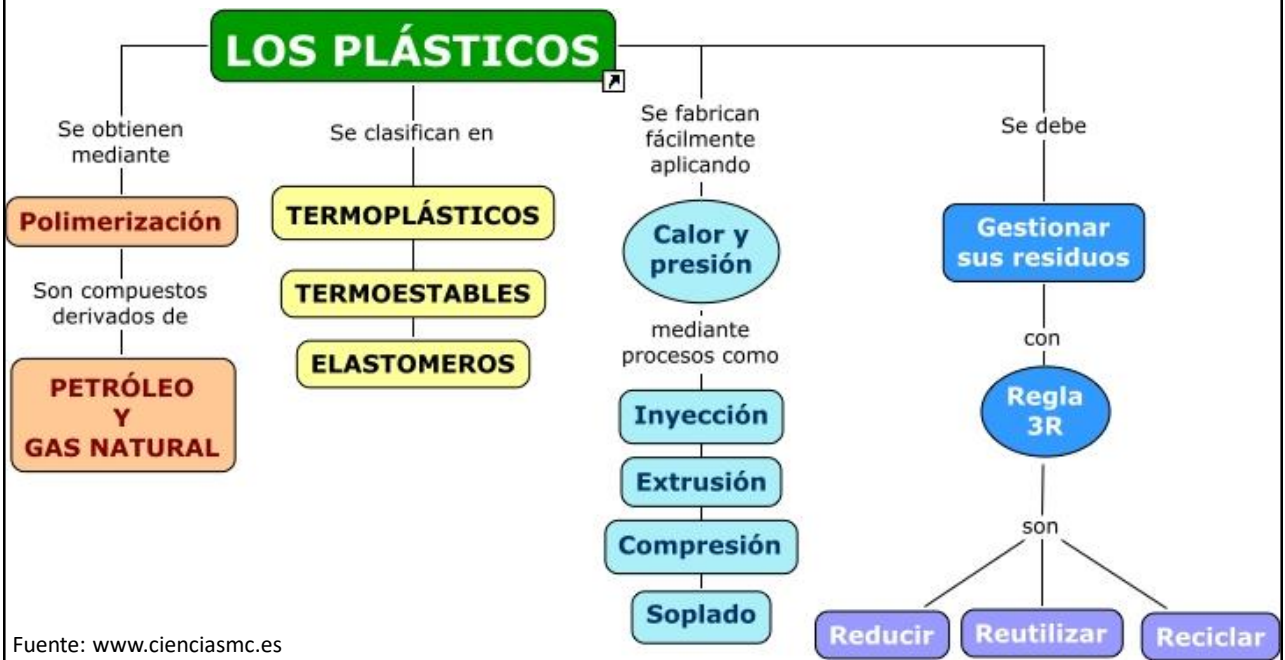 LOS PLÁSTICOS
Se obtienen
mediante
Polimerización
Son compuestos
derivados de
PETRÓLEO
Y
GAS NATURAL
Se clasifican en
TERMOPLÁSTICOS
TERMOESTABLES
ELASTOMEROS
Se fabrican
fácilmente
aplicando
Calor y
presión
mediante
procesos como
Inyección
Extrusión
Compresión
Soplado
Se debe
Gestionar
sus residuos
con
Regla
3R
son
Reducir
Reutilizar
Reciclar
Fuente: www.cienciasmc.es